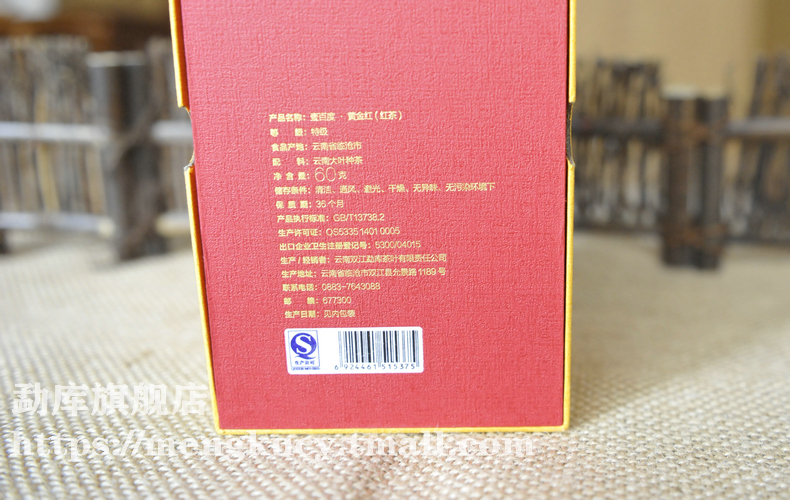 产品名称：壹百度·黄金红（红茶）
等 级：特级
食品产地：云南省临沧市
配 料：云南大叶种茶
净含量：60克
储存条件：清洁、通风、避光、干燥、无异味、无污染环境下
保质期：36个月
产品执行标准：GB/T13738.2
生产许可证：QS5335 1401 0005
出口企业卫生注册登记号：5300/04015
生产/经销者：云南双江勐库茶叶有限责任公司
生产地址：云南省临沧市双江县允景路1189号
联系电话：0883-7643088
邮 编：677300
生产日期：见内包装
QS
生产许可
6 924461 515375
勐库旗舰店
https://mengkucy.tmall.com